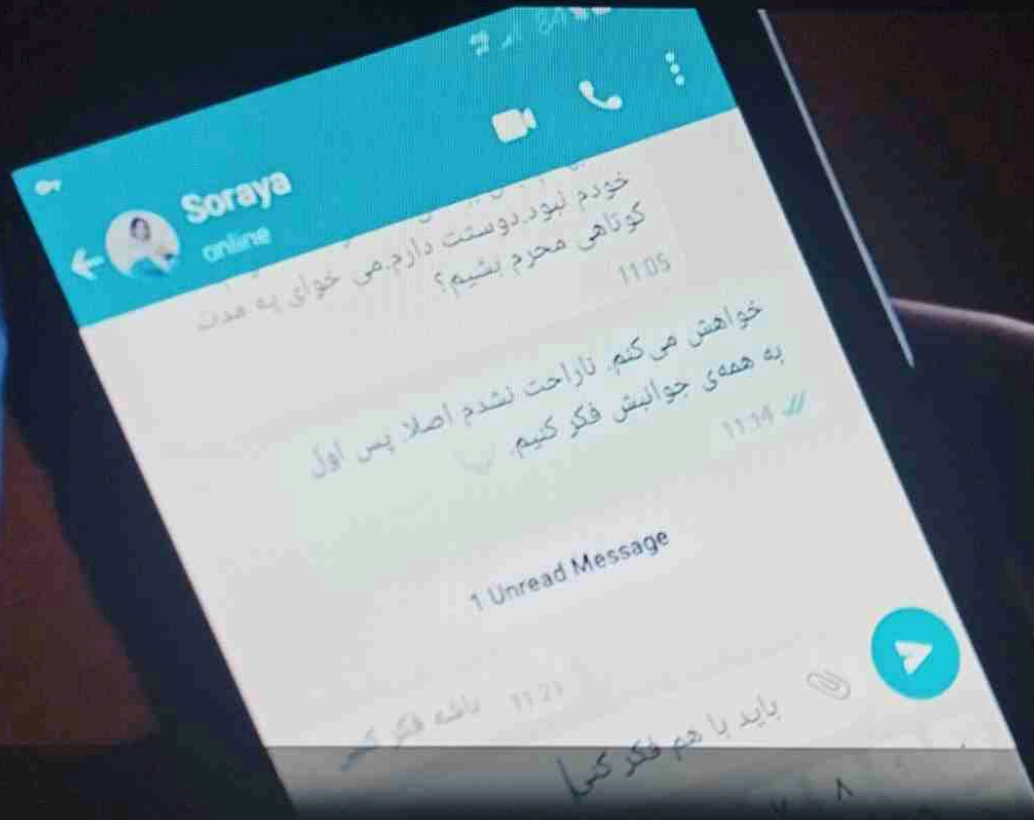 84
Soraya
online
خودم نبود.دوستت دارم.می خوای یه مدت
کوتاهی محرم بشیم؟
11:05
خواهش می‌کنم. ناراحت نشدم اصلا. پس اول
به همه‌ی جوانبش فکر کنیم.
11:14
1 Unread Message
باشه فکر
11:21
باید با هم فکر کنی